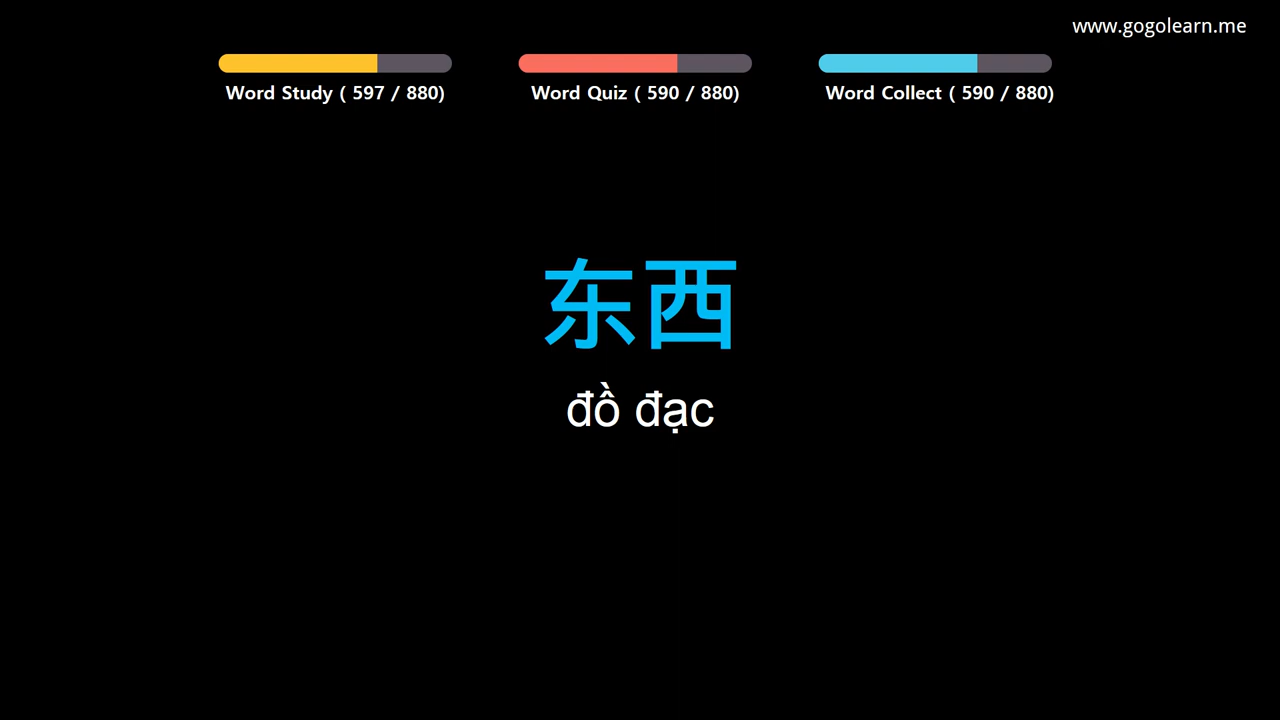 www.gogolearn.me
Word Study ( 597 / 880)
Word Quiz ( 590 / 880)
Word Collect ( 590 / 880)
东西
đồ đạc